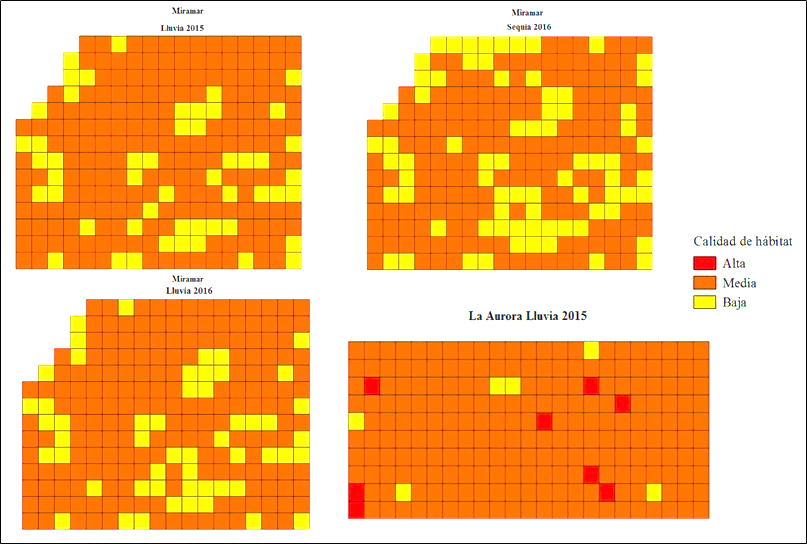 Miramar
Lluvia 2015
Miramar
Sequia 2016
Calidad de hábitat
Alta
Media
Baja
Miramar
Lluvia 2016
La Aurora Lluvia 2015